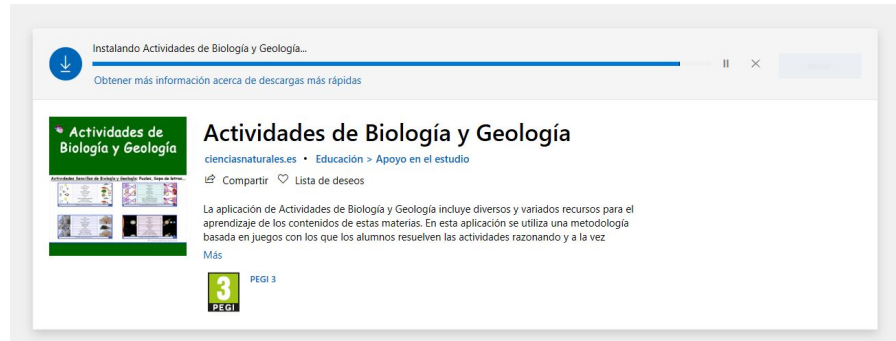 Instalando Actividades de Biología y Geología...
Obtener más información acerca de descargas más rápidas
Actividades de
Biología y Geología
Actividades de Biología y Geología
cienciasnaturales.es • Educación > Apoyo en el estudio
Compartir Lista de deseos
La aplicación de Actividades de Biología y Geología incluye diversos y variados recursos para el
aprendizaje de los contenidos de estas materias. En esta aplicación se utiliza una metodología
basada en juegos con los que los alumnos resuelven las actividades razonando y a la vez
Más
3
PEGI
PEGI 3